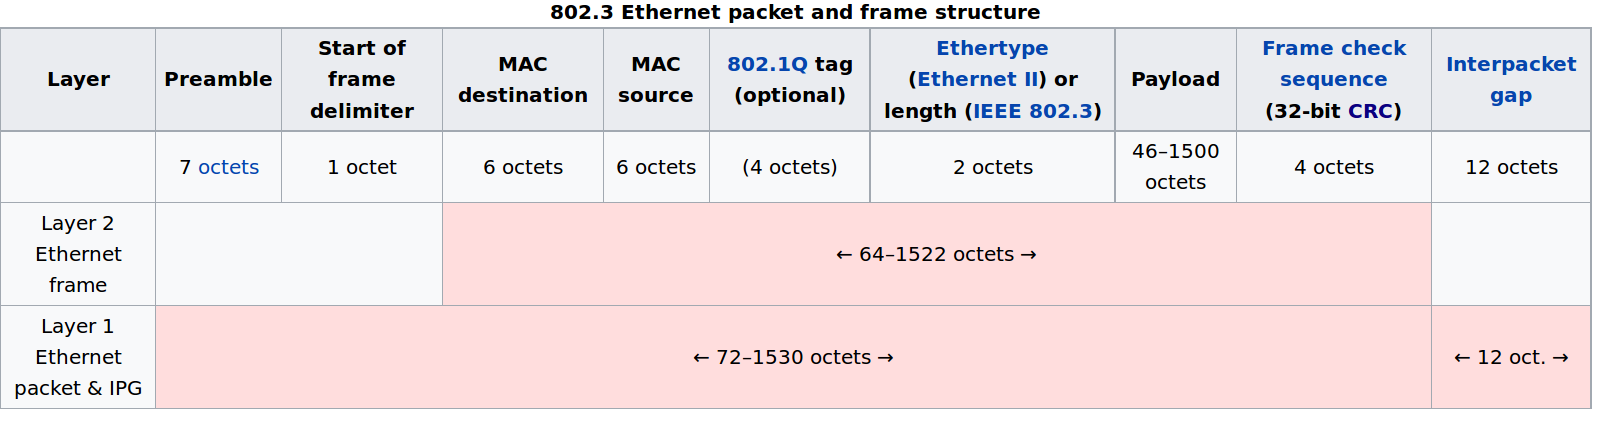 802.3 Ethernet packet and frame structure
Layer
Preamble
Start of
frame
delimiter
MAC
destination
MAC
source
802.1Q tag
(optional)
Ethertype
(Ethernet II) or
length (IEEE 802.3)
Payload
Frame check
sequence
(32-bit CRC)
Interpacket
gap
7 octets
1 octet
6 octets
6 octets
(4 octets)
2 octets
46–1500
octets
4 octets
12 octets
Layer 2
Ethernet
frame
← 64–1522 octets →
Layer 1
Ethernet
packet & IPG
← 72–1530 octets →
← 12 oct. →